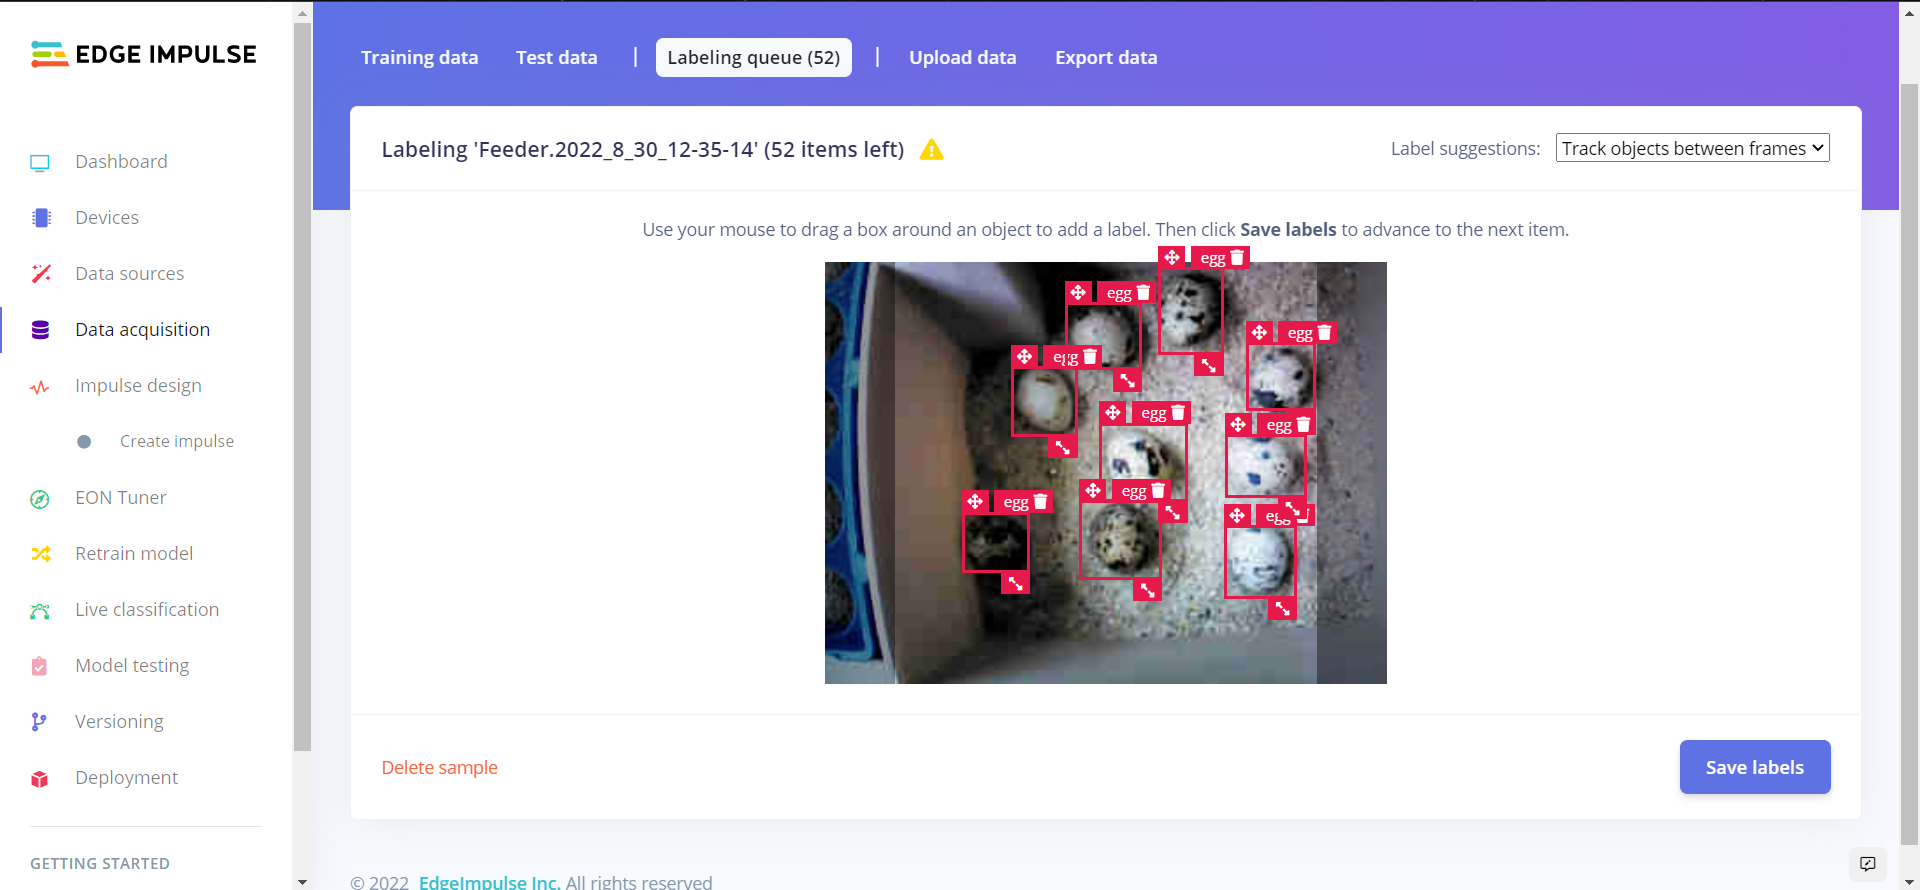 EDGE IMPULSE
Dashboard
Devices
Data sources
Data acquisition
Impulse design
Create impulse
EON Tuner
Retrain model
Live classification
Model testing
Versioning
Deployment
GETTING STARTED
Training data
Test data
|
Labeling queue (52)
|
Upload data
Export data
Labeling 'Feeder.2022_8_30_12-35-14' (52 items left)
Label suggestions:
Track objects between frames
Use your mouse to drag a box around an object to add a label. Then click Save labels to advance to the next item.
egg
egg
egg
egg
egg
egg
egg
egg
egg
Delete sample
Save labels
© 2022 EdgeImpulse Inc. All rights reserved